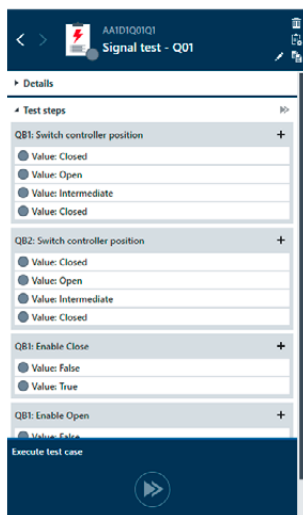 AA1D1Q01Q1
Signal test - Q01
Details
Test steps
QB1: Switch controller position
Value: Closed
Value: Open
Value: Intermediate
Value: Closed
QB2: Switch controller position
Value: Closed
Value: Open
Value: Intermediate
Value: Closed
QB1: Enable Close
Value: False
Value: True
QB1: Enable Open
Value: False
Execute test case